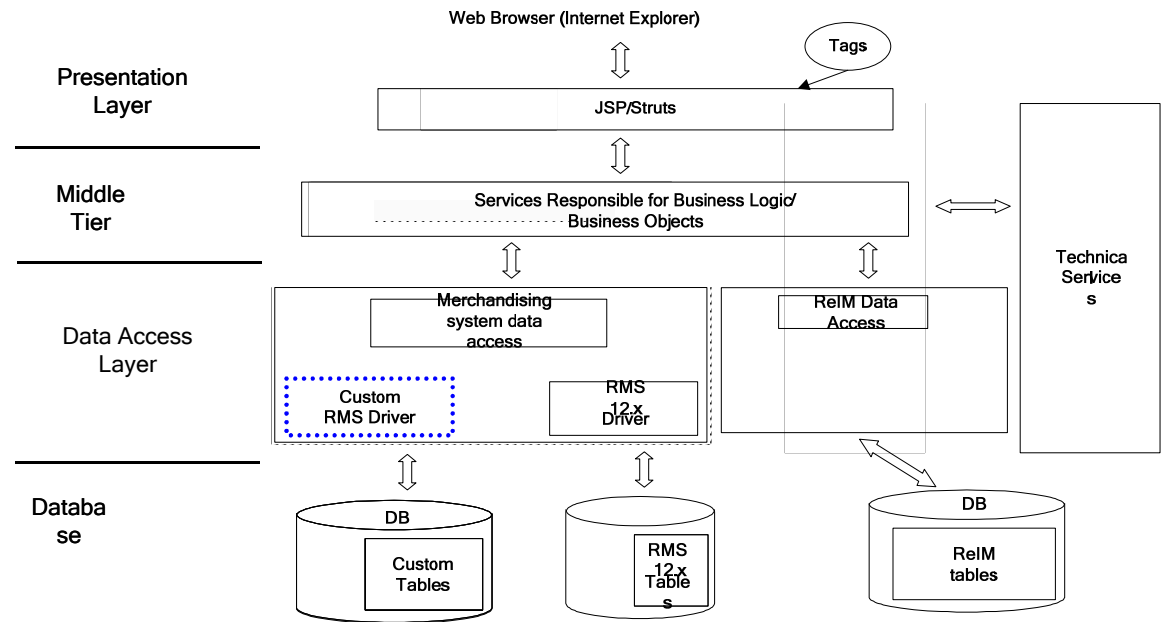 Web Browser (Internet Explorer)
Tags
Presentation
Layer
JSP/Struts
Middle
Tier
Services Responsible for Business Logic/
Business Objects
Technica
Service
s
Data Access
Layer
Merchandising
system data
access
ReIM Data
Access
Custom
RMS Driver
RMS
12.x
Driver
Databa
se
DB
Custom
Tables
RMS
12.x
Table
s
DB
ReIM
tables